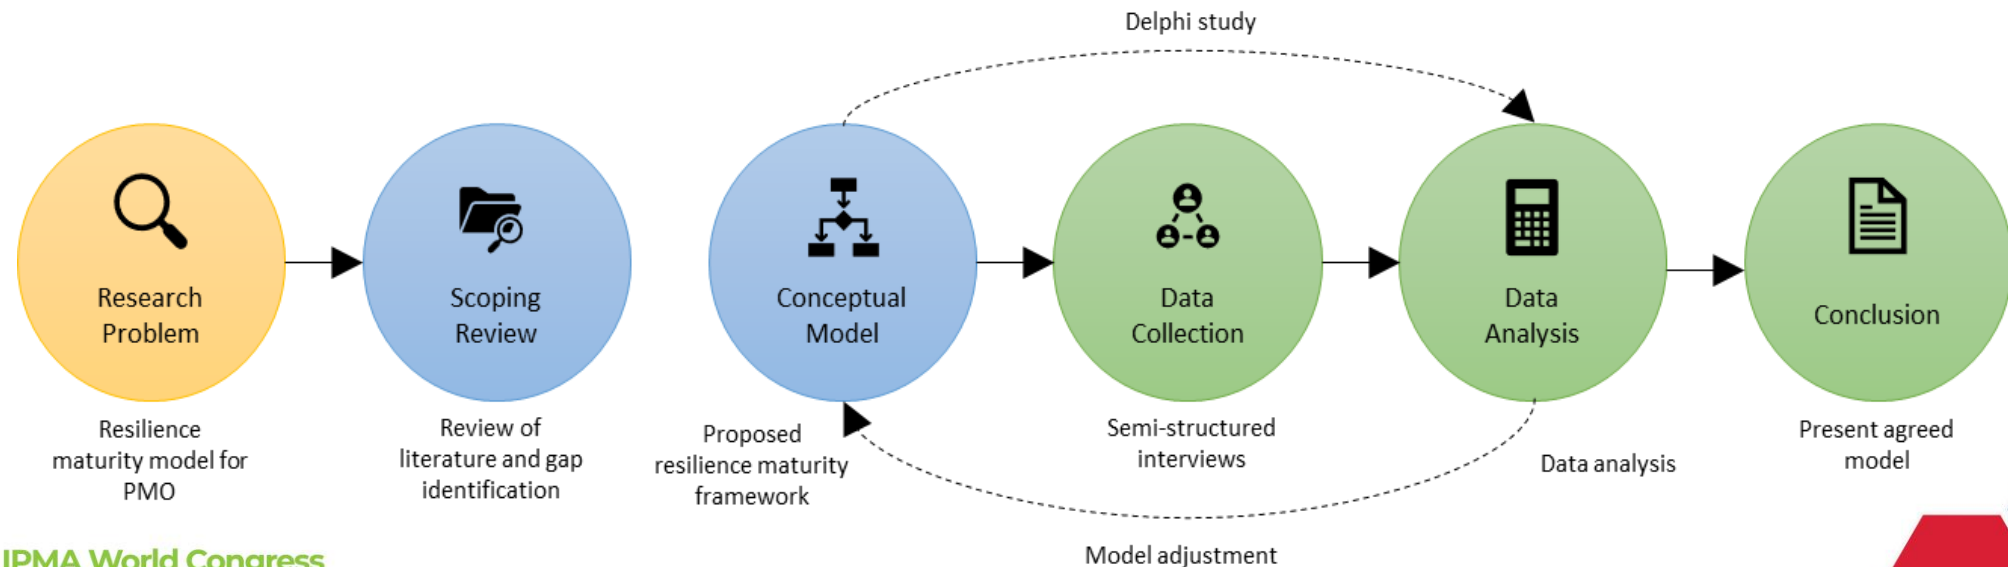 Delphi study
Research
Problem
Scoping
Review
Conceptual
Model
Data
Collection
Data
Analysis
Conclusion
Resilience
maturity model for
PMO
Review of
literature and gap
identification
Proposed
resilience maturity
framework
Semi-structured
interviews
Data analysis
Present agreed
model
Model adjustment
IPMA World Congress